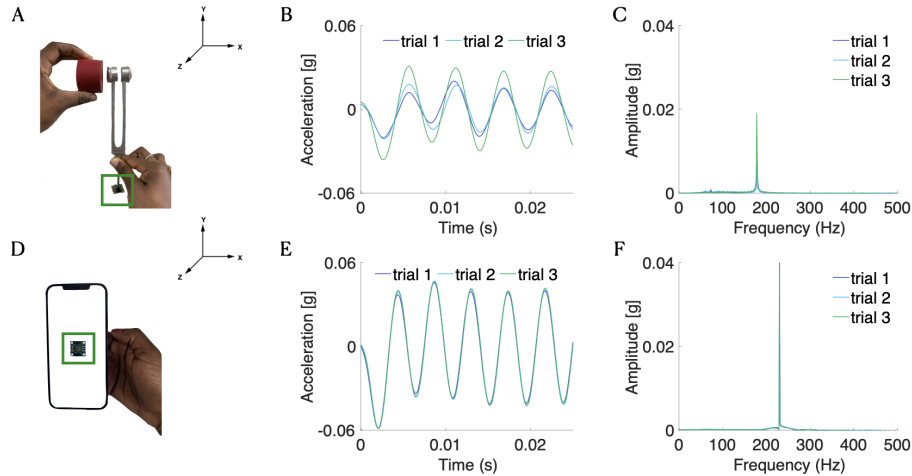 A
Y
X
Z
B
0.06
trial 1 trial 2 trial 3
Acceleration [g]
0
-0.06
0 0.01 0.02
Time (s)
C
0.04
trial 1
trial 2
trial 3
Amplitude [g]
0.02
0
0 100 200 300 400 500
Frequency (Hz)
D
Y
X
Z
E
0.06
trial 1 trial 2 trial 3
Acceleration [g]
0
-0.06
0 0.01 0.02
Time (s)
F
0.04
trial 1
trial 2
trial 3
Amplitude [g]
0.02
0
0 100 200 300 400 500
Frequency (Hz)